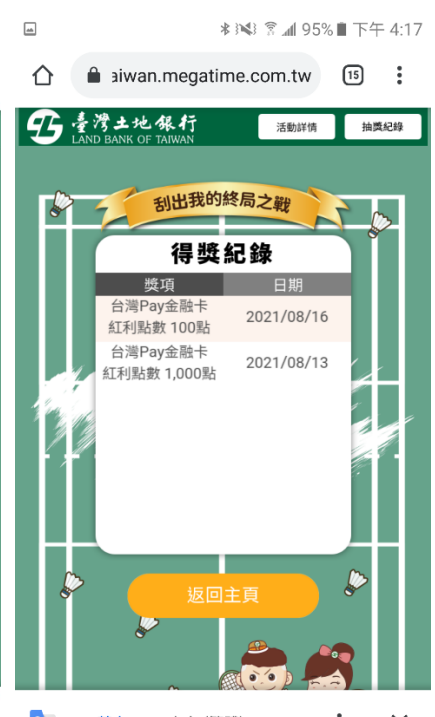 95% 下午 4:17
aiwan.megatime.com.tw
15
臺灣土地銀行
LAND BANK OF TAIWAN
活動詳情
抽獎紀錄
刮出我的終局之戰
得獎紀錄
獎項 日期
台灣Pay金融卡
紅利點數 100點
2021/08/16
台灣Pay金融卡
紅利點數 1,000點
2021/08/13
返回主頁